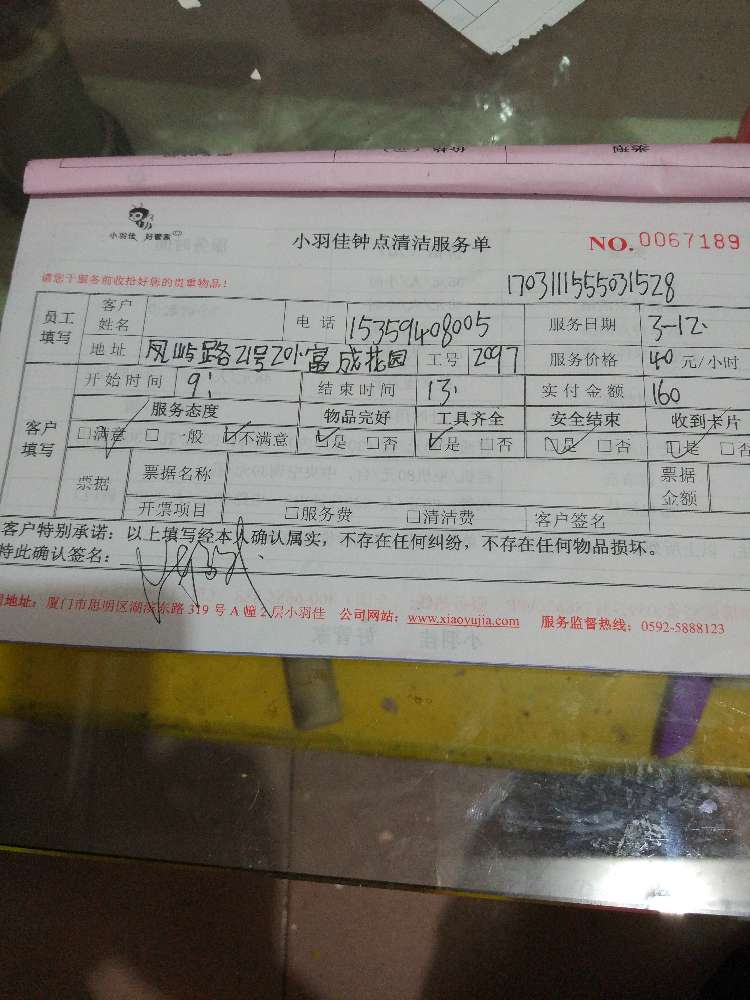 小羽佳 好管家
小羽佳钟点清洁服务单
NO. 0067189
请您于服务前收拾好您的贵重物品!
1703111555031528
员工填写 客户姓名 电话 15359408005 服务日期 3-12.
地址 凤屿路21号201富成花园 工号 2097 服务价格 40 元/小时
客户填写 开始时间 9: 结束时间 13: 实付金额 160
服务态度 物品完好 工具齐全 安全结束 收到卡片
□满意 □一般 ☑不满意 ☑是 □否 ☑是 □否 ☑是 □否 ☑是 □否
票据 票据名称 票据金额
开票项目 □服务费 □清洁费 客户签名
客户特别承诺：以上填写经本人确认属实，不存在任何纠纷，不存在任何物品损坏。
特此确认签名：
地址：厦门市思明区湖滨东路319号A幢2层小羽佳 公司网站：www.xiaoyujia.com 服务监督热线：0592-5888123